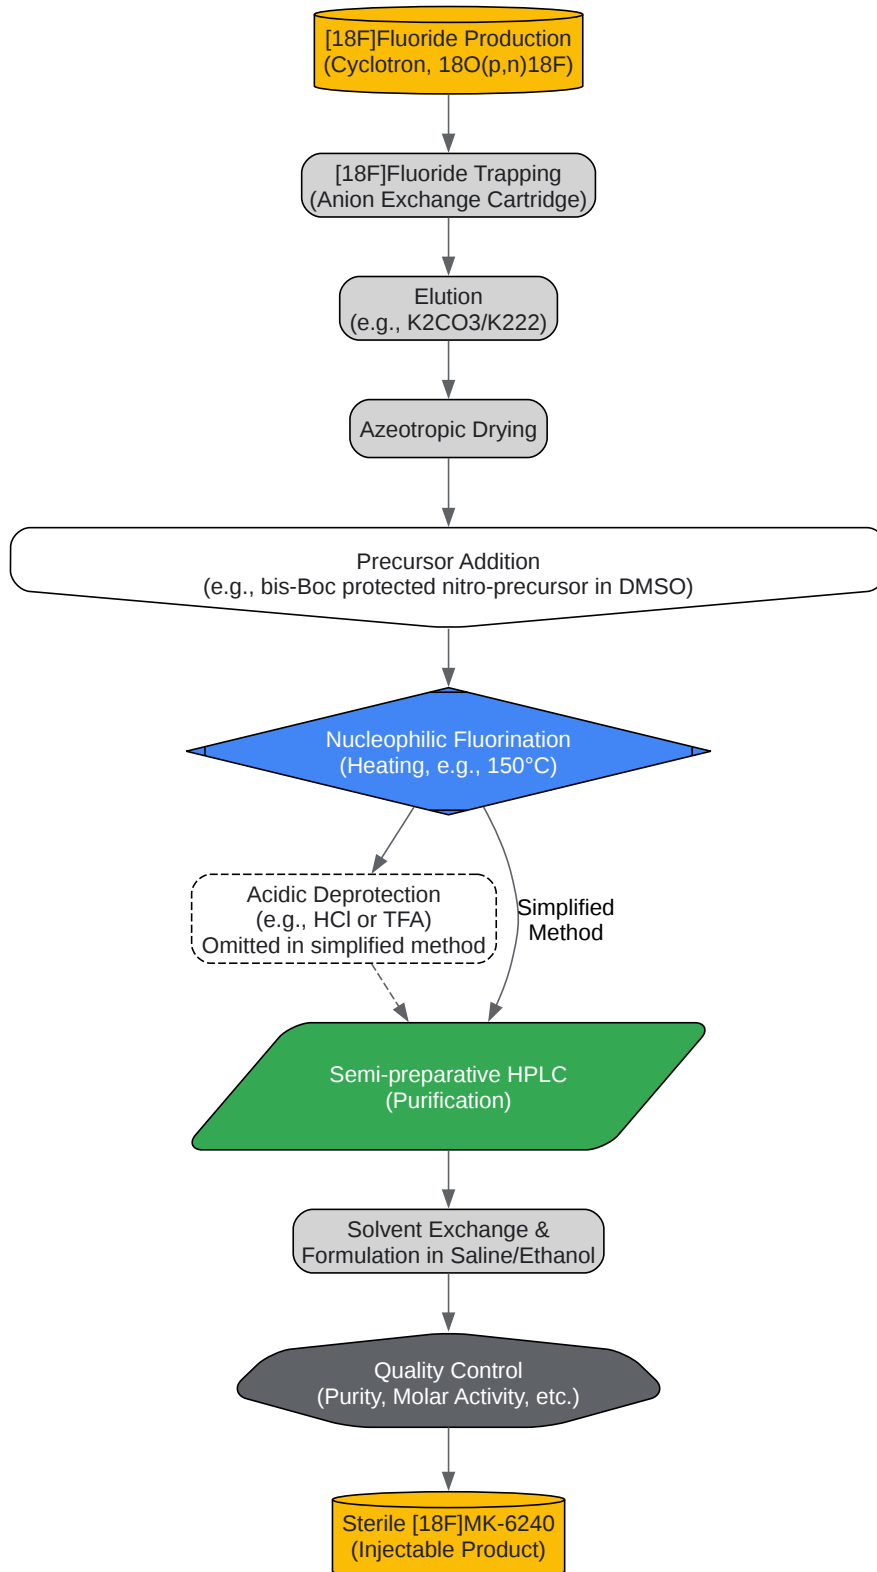 [18F]Fluoride Production
(Cyclotron, 18O(p,n)18F)
[18F]Fluoride Trapping
(Anion Exchange Cartridge)
Elution
(e.g., K2CO3/K222)
Azeotropic Drying
Precursor Addition
(e.g., bis-Boc protected nitro-precursor in DMSO)
Nucleophilic Fluorination
(Heating, e.g., 150°C)
Acidic Deprotection
(e.g., HCl or TFA)
Omitted in simplified method
Simplified
Method
Semi-preparative HPLC
(Purification)
Solvent Exchange &
Formulation in Saline/Ethanol
Quality Control
(Purity, Molar Activity, etc.)
Sterile [18F]MK-6240
(Injectable Product)